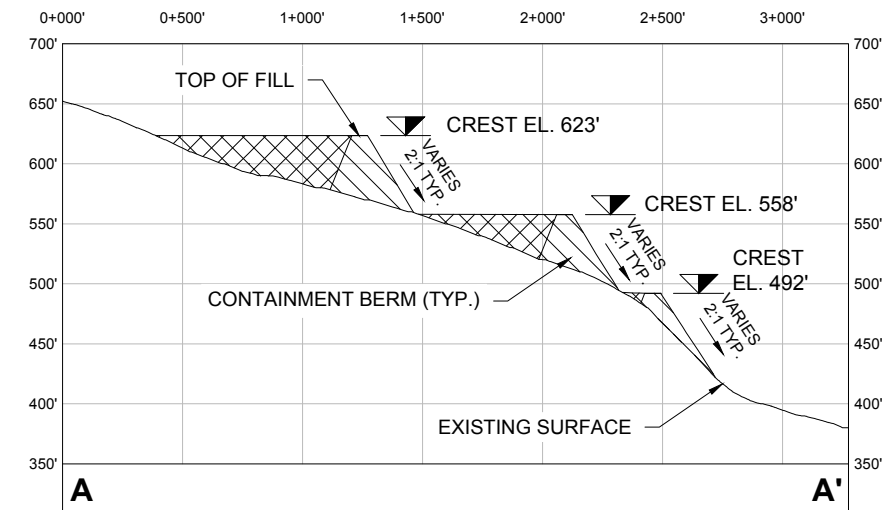 0+000' 0+500' 1+000' 1+500' 2+000' 2+500' 3+000'
700' 700'
TOP OF FILL
650' 650'
CREST EL. 623'
VARIES
2:1 TYP.
600' 600'
CREST EL. 558'
550' 550'
VARIES
2:1 TYP.
CREST
EL. 492'
500' 500'
CONTAINMENT BERM (TYP.)
VARIES
2:1 TYP.
450' 450'
400' 400'
EXISTING SURFACE
350' 350'
A A'